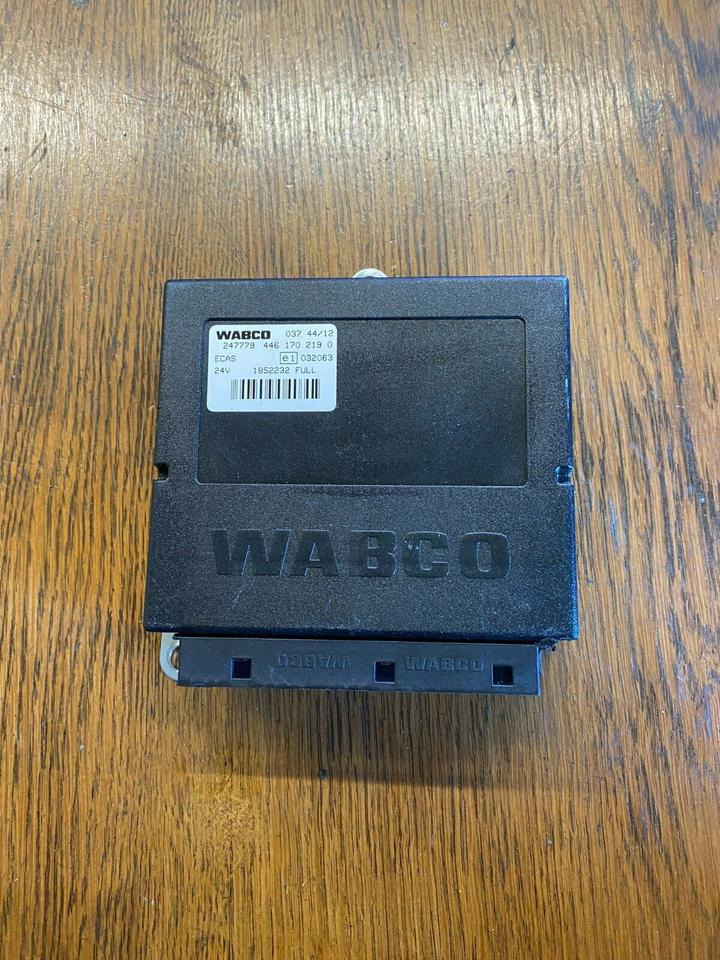 WABCO 037 44/12
247779 446 170 219 0
ECAS e1 032063
24V 1852232 FULL
WABCO
WABCO WABCO